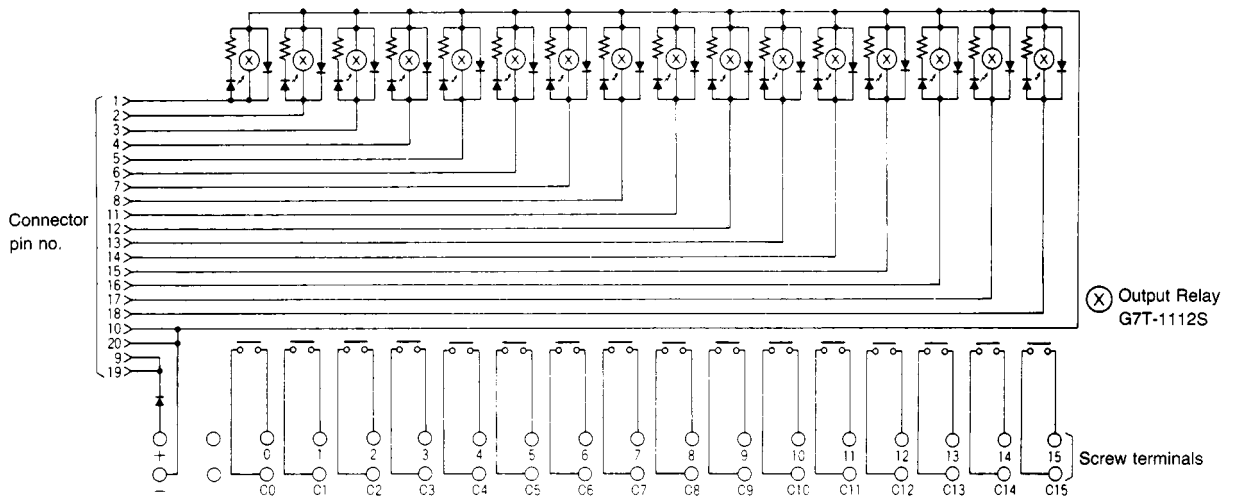 X X X X X X X X X X X X X X X X
1
2
3
4
5
6
7
8
11
12
13
14
15
16
17
18
10
20
9
19
Connector
pin no.
X Output Relay
G7T-1112S
+ 0 1 2 3 4 5 6 7 8 9 10 11 12 13 14 15
Screw terminals
− C0 C1 C2 C3 C4 C5 C6 C7 C8 C9 C10 C11 C12 C13 C14 C15